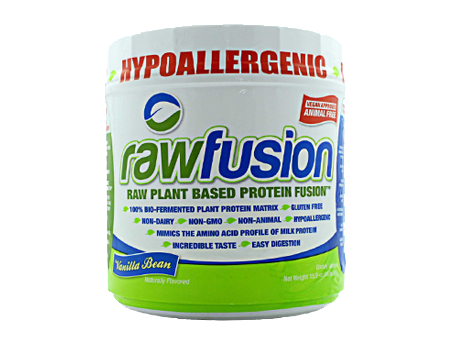 HYPOALLERGENIC
VEGAN APPROVED
ANIMAL FREE
rawfusion
RAW PLANT BASED PROTEIN FUSION™
100% BIO-FERMENTED PLANT PROTEIN MATRIX GLUTEN FREE
NON-DAIRY NON-GMO NON-ANIMAL HYPOALLERGENIC
MIMICS THE AMINO ACID PROFILE OF MILK PROTEIN
INCREDIBLE TASTE EASY DIGESTION
Vanilla Bean
Naturally Flavored
Net Weight